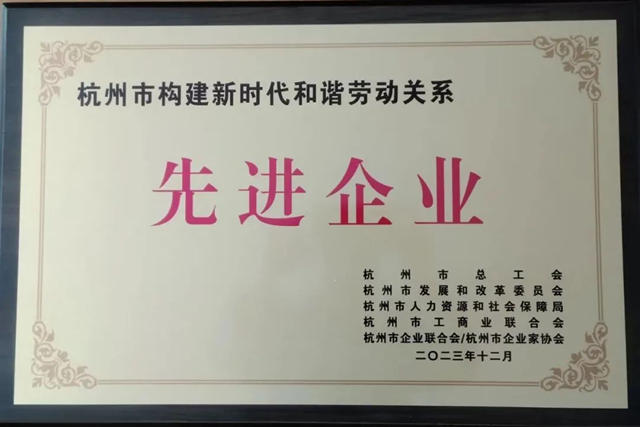 杭州市构建新时代和谐劳动关系
先进企业
杭州市总工会
杭州市发展和改革委员会
杭州市人力资源和社会保障局
杭州市工商业联合会
杭州市企业联合会/杭州市企业家协会
二〇二三年十二月